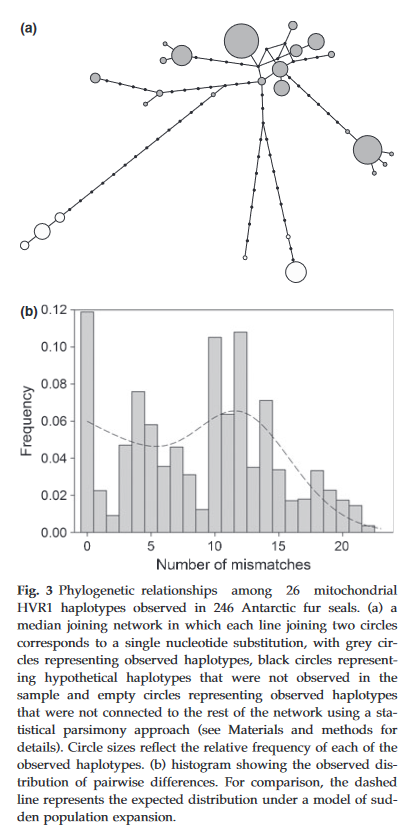 (a)
(b)
0.12
0.10
0.08
0.06
0.04
0.02
0.00
Frequency
0 5 10 15 20
Number of mismatches
Fig. 3 Phylogenetic relationships among 26 mitochondrial
HVR1 haplotypes observed in 246 Antarctic fur seals. (a) a
median joining network in which each line joining two circles
corresponds to a single nucleotide substitution, with grey cir-
cles representing observed haplotypes, black circles represent-
ing hypothetical haplotypes that were not observed in the
sample and empty circles representing observed haplotypes
that were not connected to the rest of the network using a sta-
tistical parsimony approach (see Materials and methods for
details). Circle sizes reflect the relative frequency of each of the
observed haplotypes. (b) histogram showing the observed dis-
tribution of pairwise differences. For comparison, the dashed
line represents the expected distribution under a model of sud-
den population expansion.